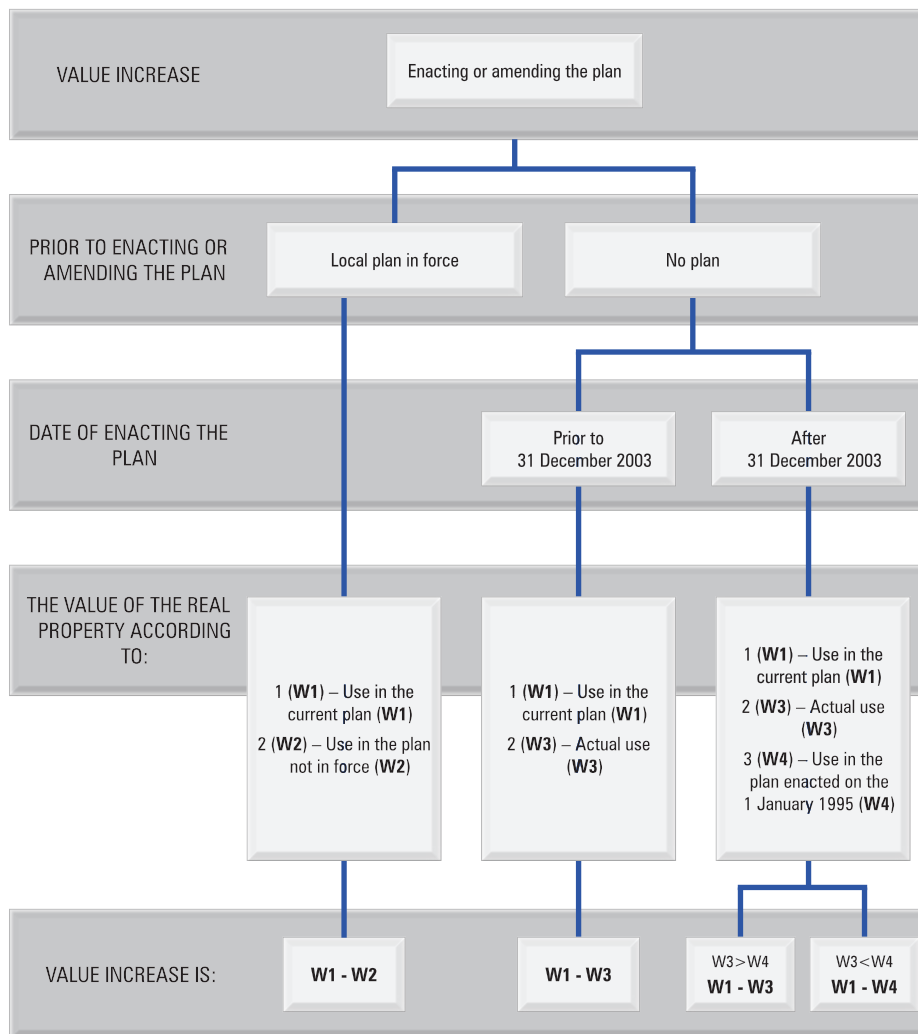 VALUE INCREASE
Enacting or amending the plan
PRIOR TO ENACTING OR
AMENDING THE PLAN
Local plan in force
No plan
DATE OF ENACTING THE
PLAN
Prior to
31 December 2003
After
31 December 2003
THE VALUE OF THE REAL
PROPERTY ACCORDING
TO:
1 (W1) – Use in the
current plan (W1)
2 (W2) – Use in the plan
not in force (W2)
1 (W1) – Use in the
current plan (W1)
2 (W3) – Actual use
(W3)
1 (W1) – Use in the
current plan (W1)
2 (W3) – Actual use
(W3)
3 (W4) – Use in the
plan enacted on the
1 January 1995 (W4)
VALUE INCREASE IS:
W1 - W2
W1 - W3
W3>W4
W1 - W3
W3<W4
W1 - W4